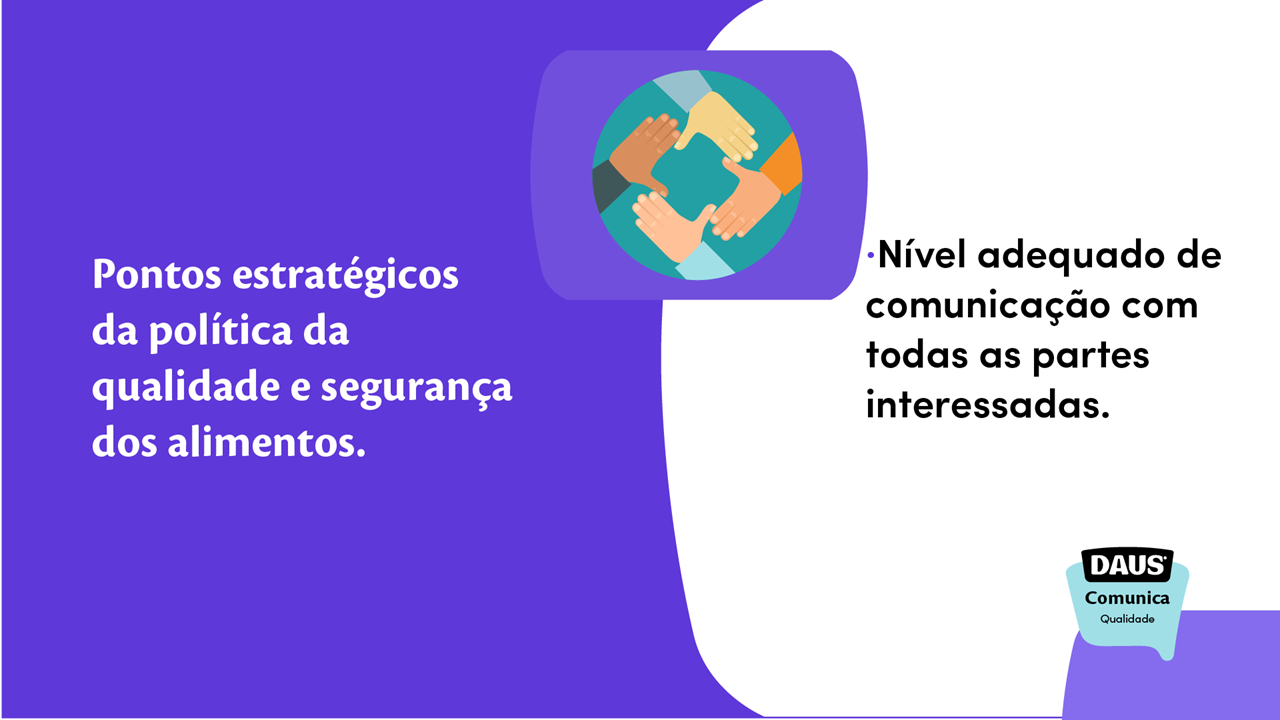 Pontos estratégicos
da política da
qualidade e segurança
dos alimentos.
·Nível adequado de
comunicação com
todas as partes
interessadas.
DAUS
Comunica
Qualidade